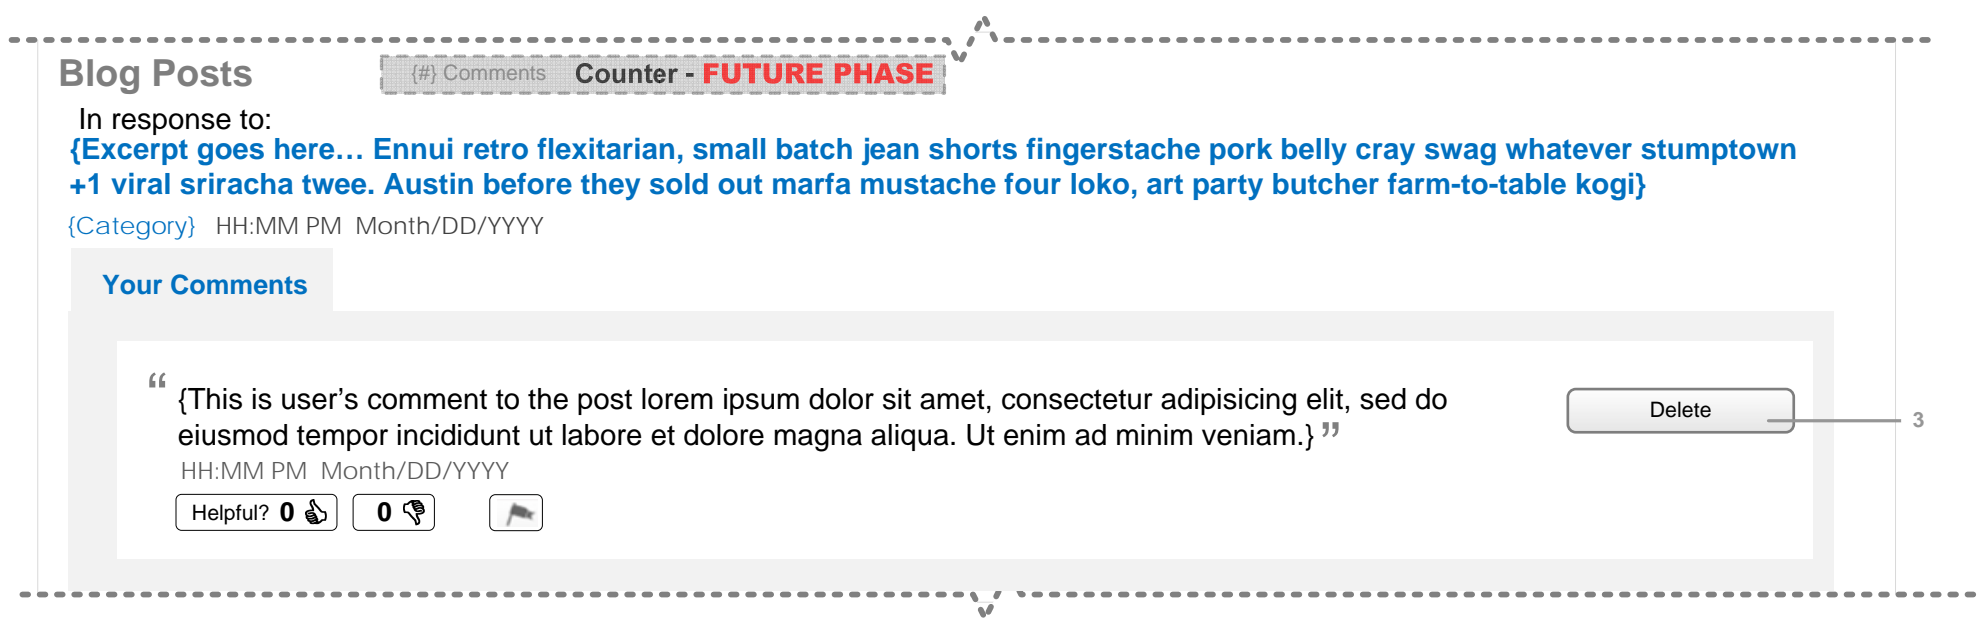 Blog Posts
{#} Comments Counter - FUTURE PHASE
In response to:
{Excerpt goes here… Ennui retro flexitarian, small batch jean shorts fingerstache pork belly cray swag whatever stumptown
+1 viral sriracha twee. Austin before they sold out marfa mustache four loko, art party butcher farm-to-table kogi}
{Category} HH:MM PM Month/DD/YYYY
Your Comments
“ {This is user’s comment to the post lorem ipsum dolor sit amet, consectetur adipisicing elit, sed do
eiusmod tempor incididunt ut labore et dolore magna aliqua. Ut enim ad minim veniam.} ”
Delete
3
HH:MM PM Month/DD/YYYY
Helpful? 0
0